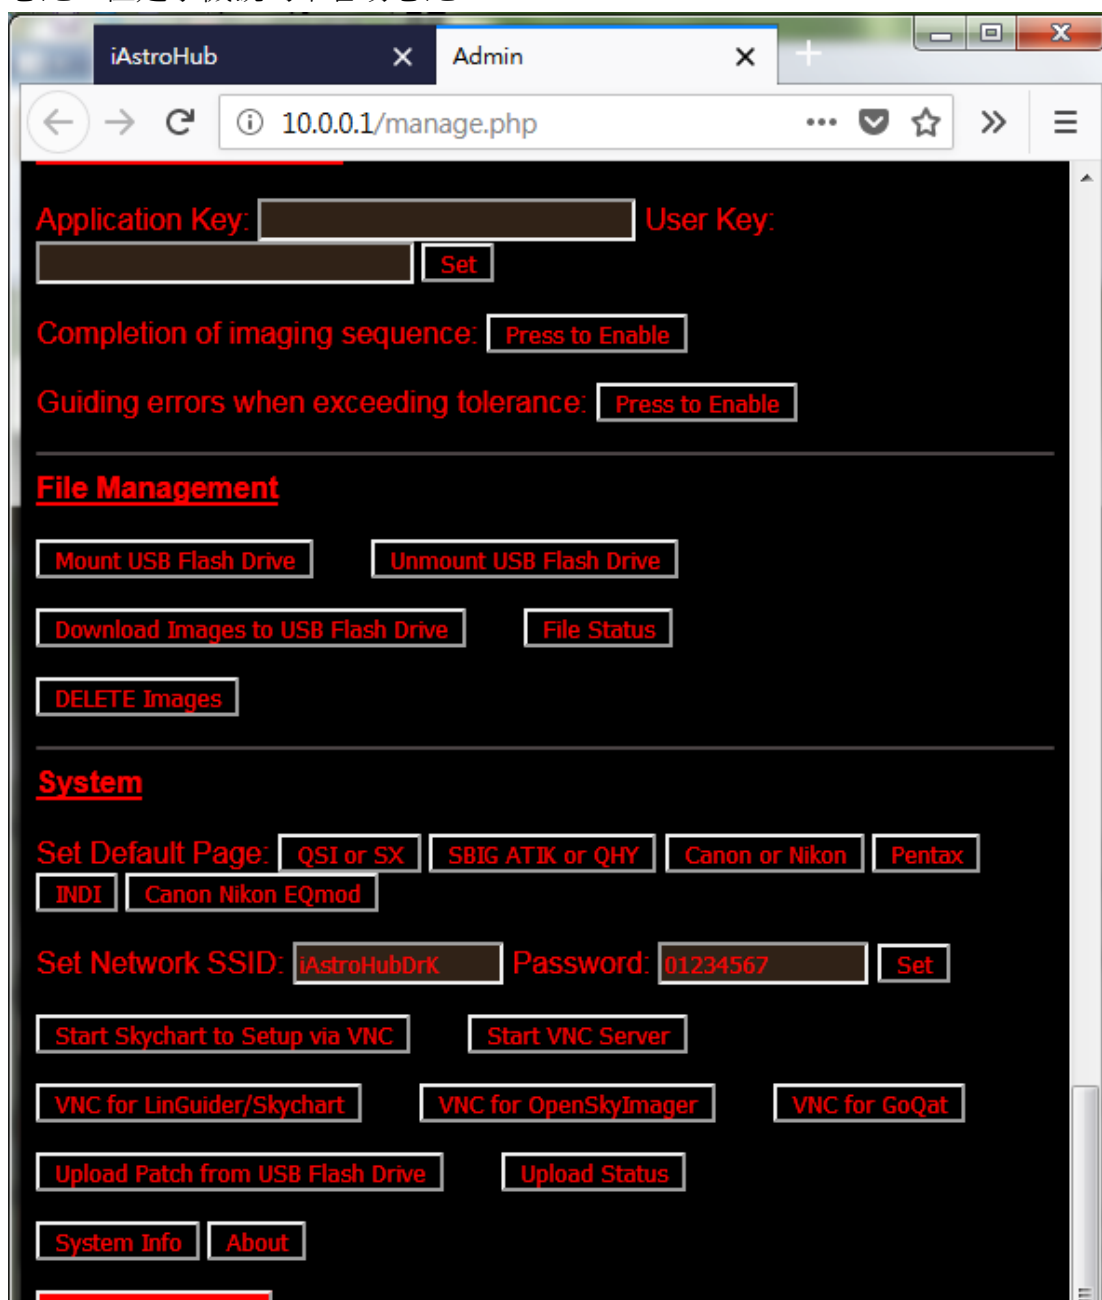 iAstroHub
Admin
10.0.0.1/manage.php
Application Key: User Key:
Set
Completion of imaging sequence: Press to Enable
Guiding errors when exceeding tolerance: Press to Enable
File Management
Mount USB Flash Drive Unmount USB Flash Drive
Download Images to USB Flash Drive File Status
DELETE Images
System
Set Default Page: QSI or SX SBIG ATIK or QHY Canon or Nikon Pentax
INDI Canon Nikon EQmod
Set Network SSID: iAstroHubDrK Password: 01234567 Set
Start Skychart to Setup via VNC Start VNC Server
VNC for LinGuider/Skychart VNC for OpenSkyImager VNC for GoQat
Upload Patch from USB Flash Drive Upload Status
System Info About